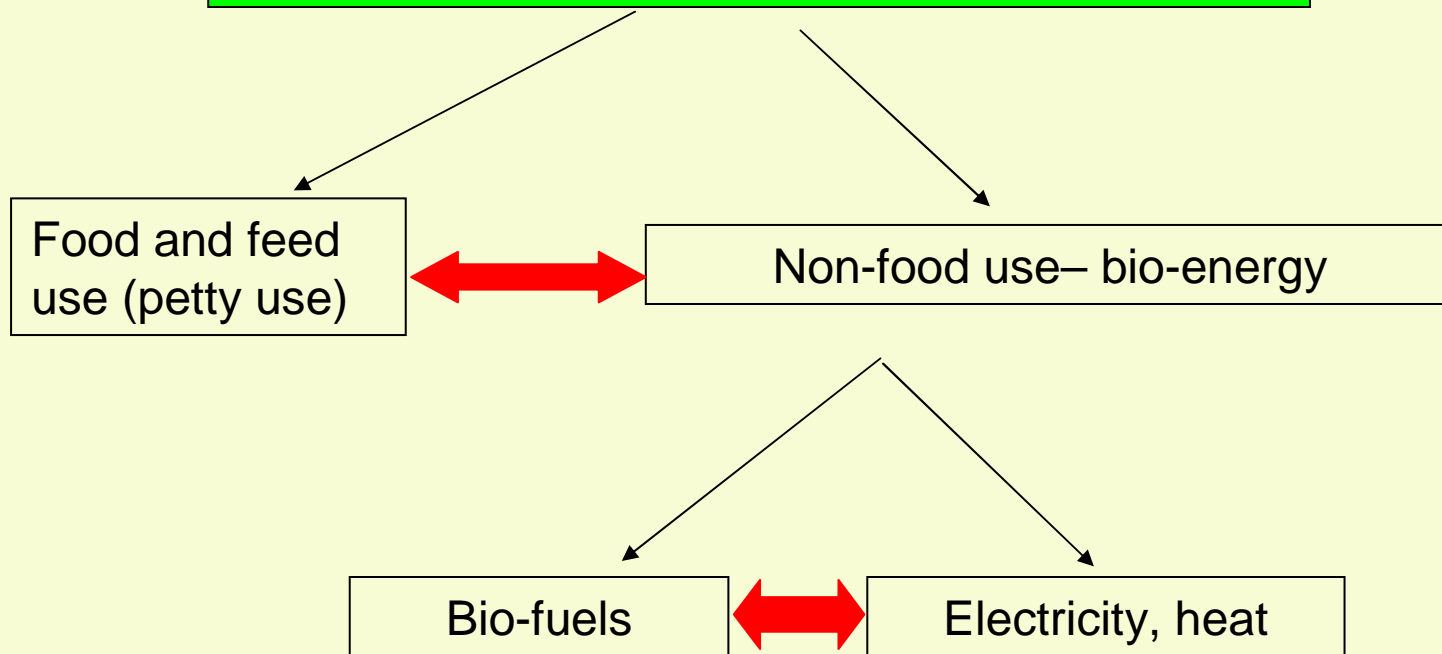 Food and feed
use (petty use)
Non-food use– bio-energy
Bio-fuels
Electricity, heat